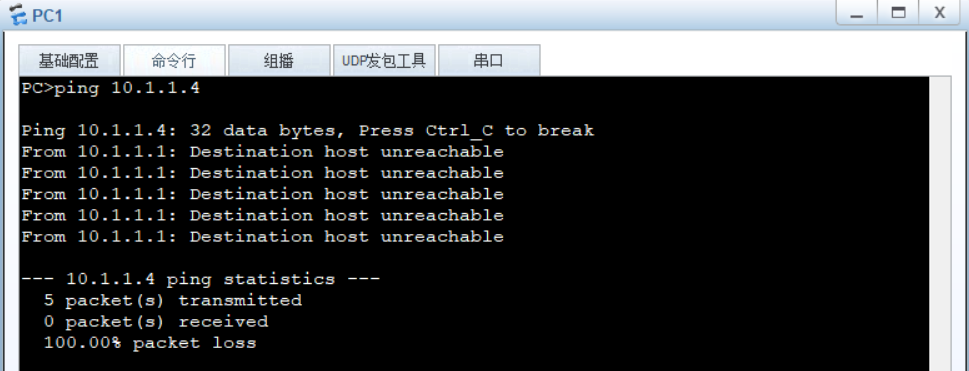 PC1
基础配置 命令行 组播 UDP发包工具 串口
PC>ping 10.1.1.4
Ping 10.1.1.4: 32 data bytes, Press Ctrl_C to break
From 10.1.1.1: Destination host unreachable
From 10.1.1.1: Destination host unreachable
From 10.1.1.1: Destination host unreachable
From 10.1.1.1: Destination host unreachable
From 10.1.1.1: Destination host unreachable
--- 10.1.1.4 ping statistics ---
5 packet(s) transmitted
0 packet(s) received
100.00% packet loss